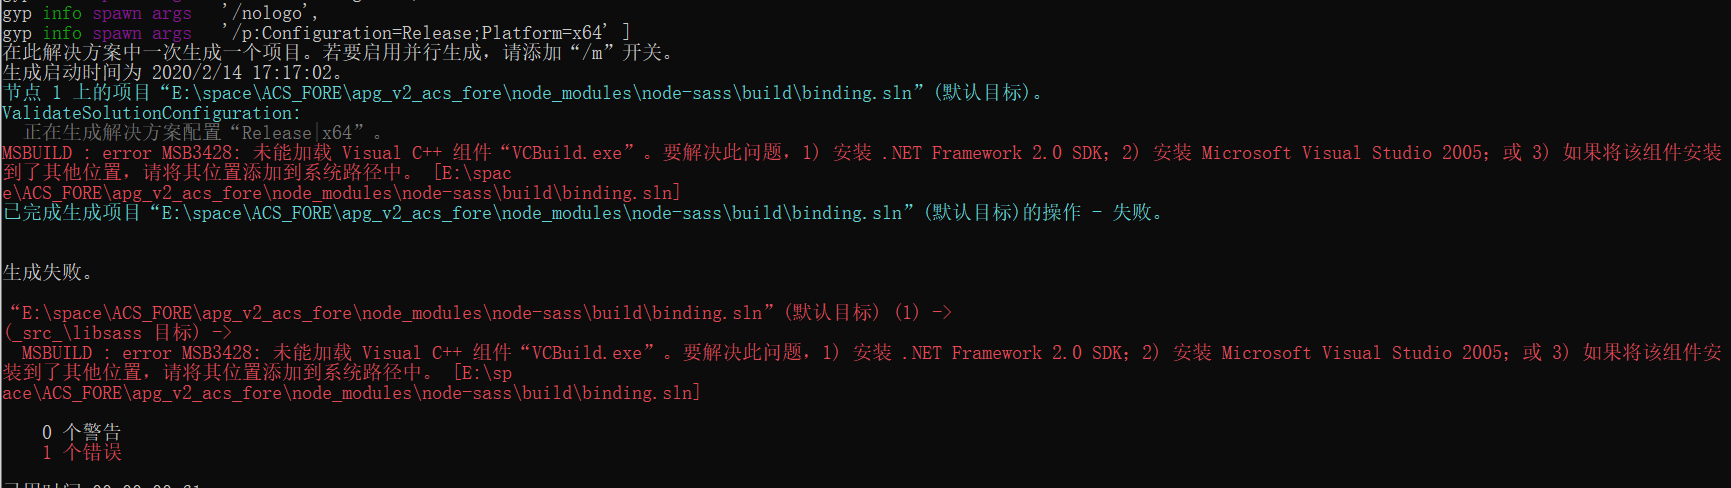 gyp info spawn args   '/nologo',
gyp info spawn args   '/p:Configuration=Release;Platform=x64' ]
在此解决方案中一次生成一个项目。若要启用并行生成，请添加“/m”开关。
生成启动时间为 2020/2/14 17:17:02。
节点 1 上的项目“E:\space\ACS_FORE\apg_v2_acs_fore\node_modules\node-sass\build\binding.sln”(默认目标)。
ValidateSolutionConfiguration:
  正在生成解决方案配置“Release|x64”。
MSBUILD : error MSB3428: 未能加载 Visual C++ 组件“VCBuild.exe”。要解决此问题，1) 安装 .NET Framework 2.0 SDK；2) 安装 Microsoft Visual Studio 2005；或 3) 如果将该组件安装
到了其他位置，请将其位置添加到系统路径中。 [E:\spac
e\ACS_FORE\apg_v2_acs_fore\node_modules\node-sass\build\binding.sln]
已完成生成项目“E:\space\ACS_FORE\apg_v2_acs_fore\node_modules\node-sass\build\binding.sln”(默认目标)的操作 - 失败。
生成失败。
“E:\space\ACS_FORE\apg_v2_acs_fore\node_modules\node-sass\build\binding.sln”(默认目标) (1) ->
(_src_\libsass 目标) ->
  MSBUILD : error MSB3428: 未能加载 Visual C++ 组件“VCBuild.exe”。要解决此问题，1) 安装 .NET Framework 2.0 SDK；2) 安装 Microsoft Visual Studio 2005；或 3) 如果将该组件安
装到了其他位置，请将其位置添加到系统路径中。 [E:\sp
ace\ACS_FORE\apg_v2_acs_fore\node_modules\node-sass\build\binding.sln]
    0 个警告
    1 个错误